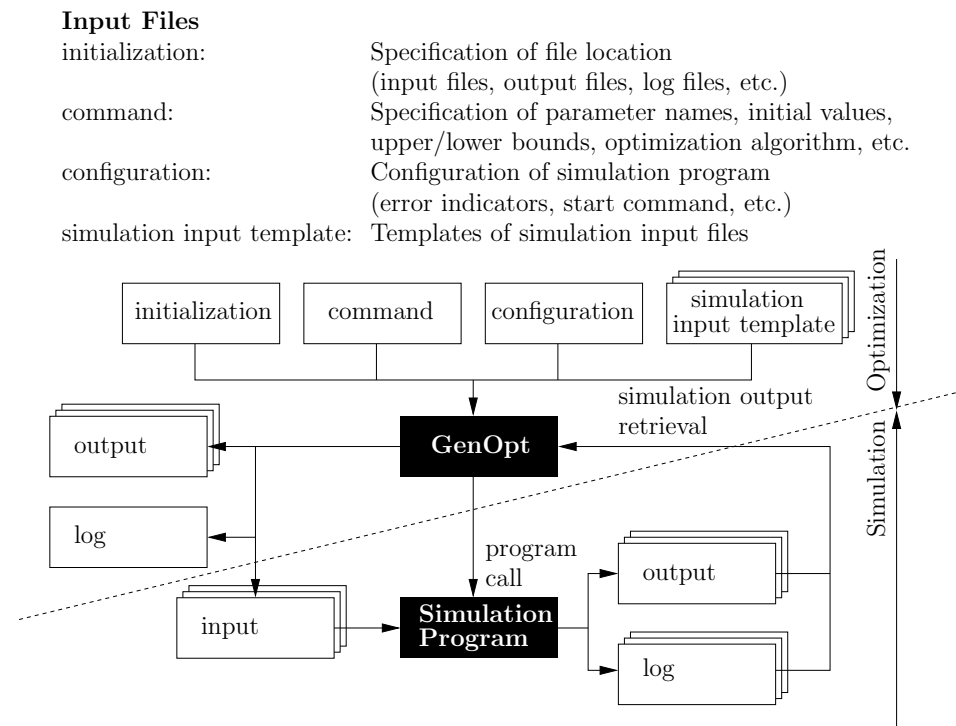 Input Files
initialization: Specification of file location
(input files, output files, log files, etc.)
command: Specification of parameter names, initial values,
upper/lower bounds, optimization algorithm, etc.
configuration: Configuration of simulation program
(error indicators, start command, etc.)
simulation input template: Templates of simulation input files
initialization
command
configuration
simulation
input template
Optimization
simulation output
retrieval
output
GenOpt
Simulation
log
program
call
output
input
Simulation
Program
log